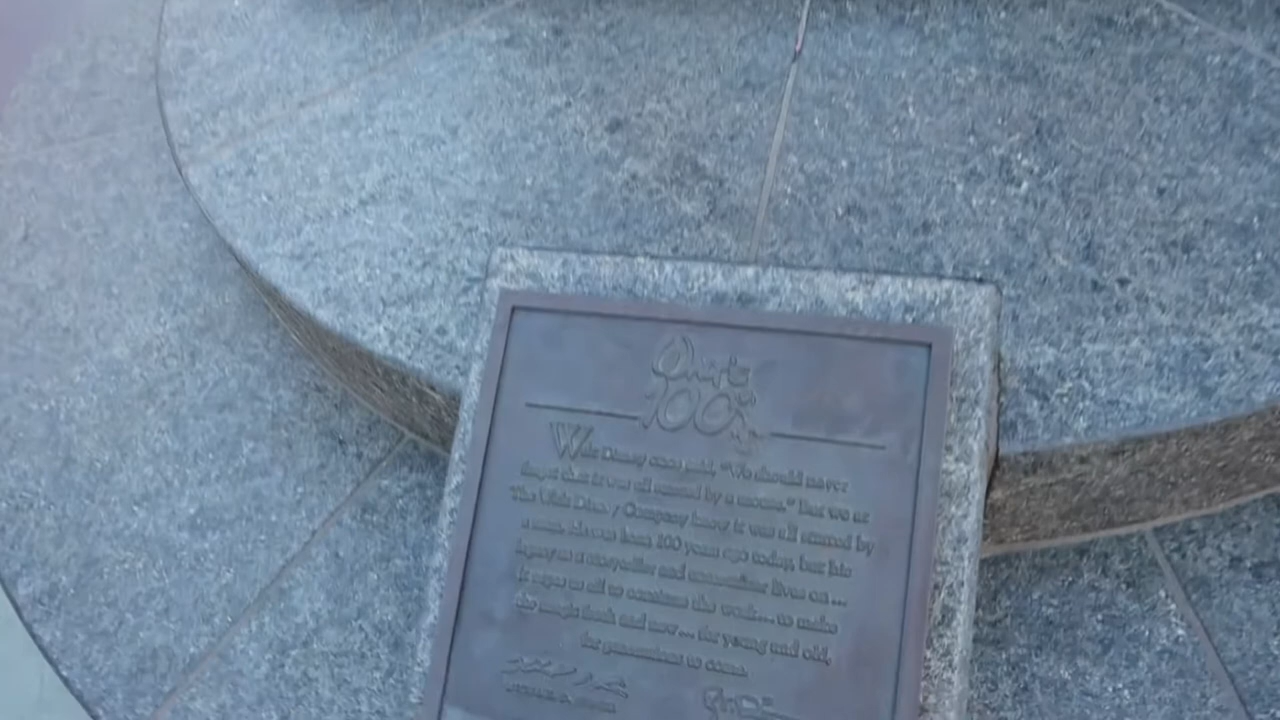 100
Walt Disney once said, "We should never
forget that it was all started by a mouse." But we at
The Walt Disney Company know it was all started by
a man. He was born 100 years ago today, but his
legacy as a storyteller and lives on ...
It urges us all to continue the work... to make
the magic fresh and new ... for young and old,
for generations to come.